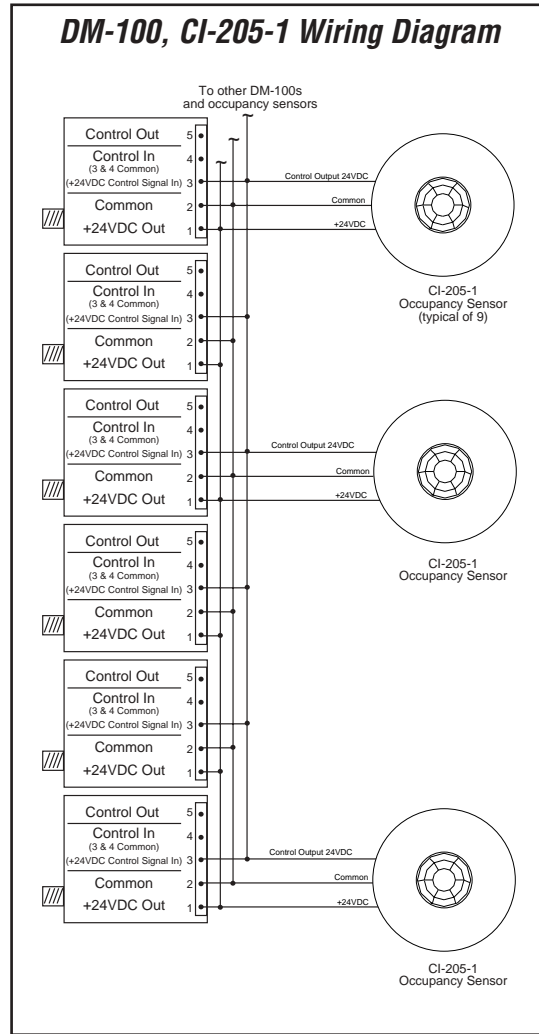 DM-100, CI-205-1 Wiring Diagram
To other DM-100s
and occupancy sensors
Control Out 5
Control In 4
(3 & 4 Common)
(+24VDC Control Signal In) 3
Common 2
+24VDC Out 1
Control Output 24VDC
Common
+24VDC
CI-205-1
Occupancy Sensor
(typical of 9)
Control Out 5
Control In 4
(3 & 4 Common)
(+24VDC Control Signal In) 3
Common 2
+24VDC Out 1
Control Out 5
Control In 4
(3 & 4 Common)
(+24VDC Control Signal In) 3
Common 2
+24VDC Out 1
Control Output 24VDC
Common
+24VDC
CI-205-1
Occupancy Sensor
Control Out 5
Control In 4
(3 & 4 Common)
(+24VDC Control Signal In) 3
Common 2
+24VDC Out 1
Control Out 5
Control In 4
(3 & 4 Common)
(+24VDC Control Signal In) 3
Common 2
+24VDC Out 1
Control Out 5
Control In 4
(3 & 4 Common)
(+24VDC Control Signal In) 3
Common 2
+24VDC Out 1
Control Output 24VDC
Common
+24VDC
CI-205-1
Occupancy Sensor